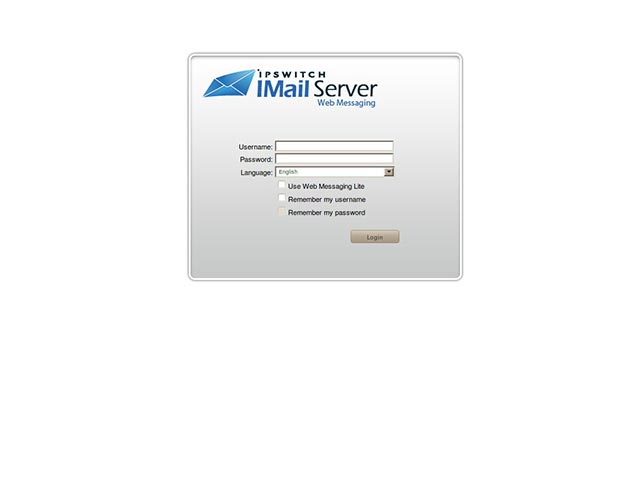 IPSWITCH
IMail Server
Web Messaging
Username:
Password:
Language: English
Use Web Messaging Lite
Remember my username
Remember my password
Login